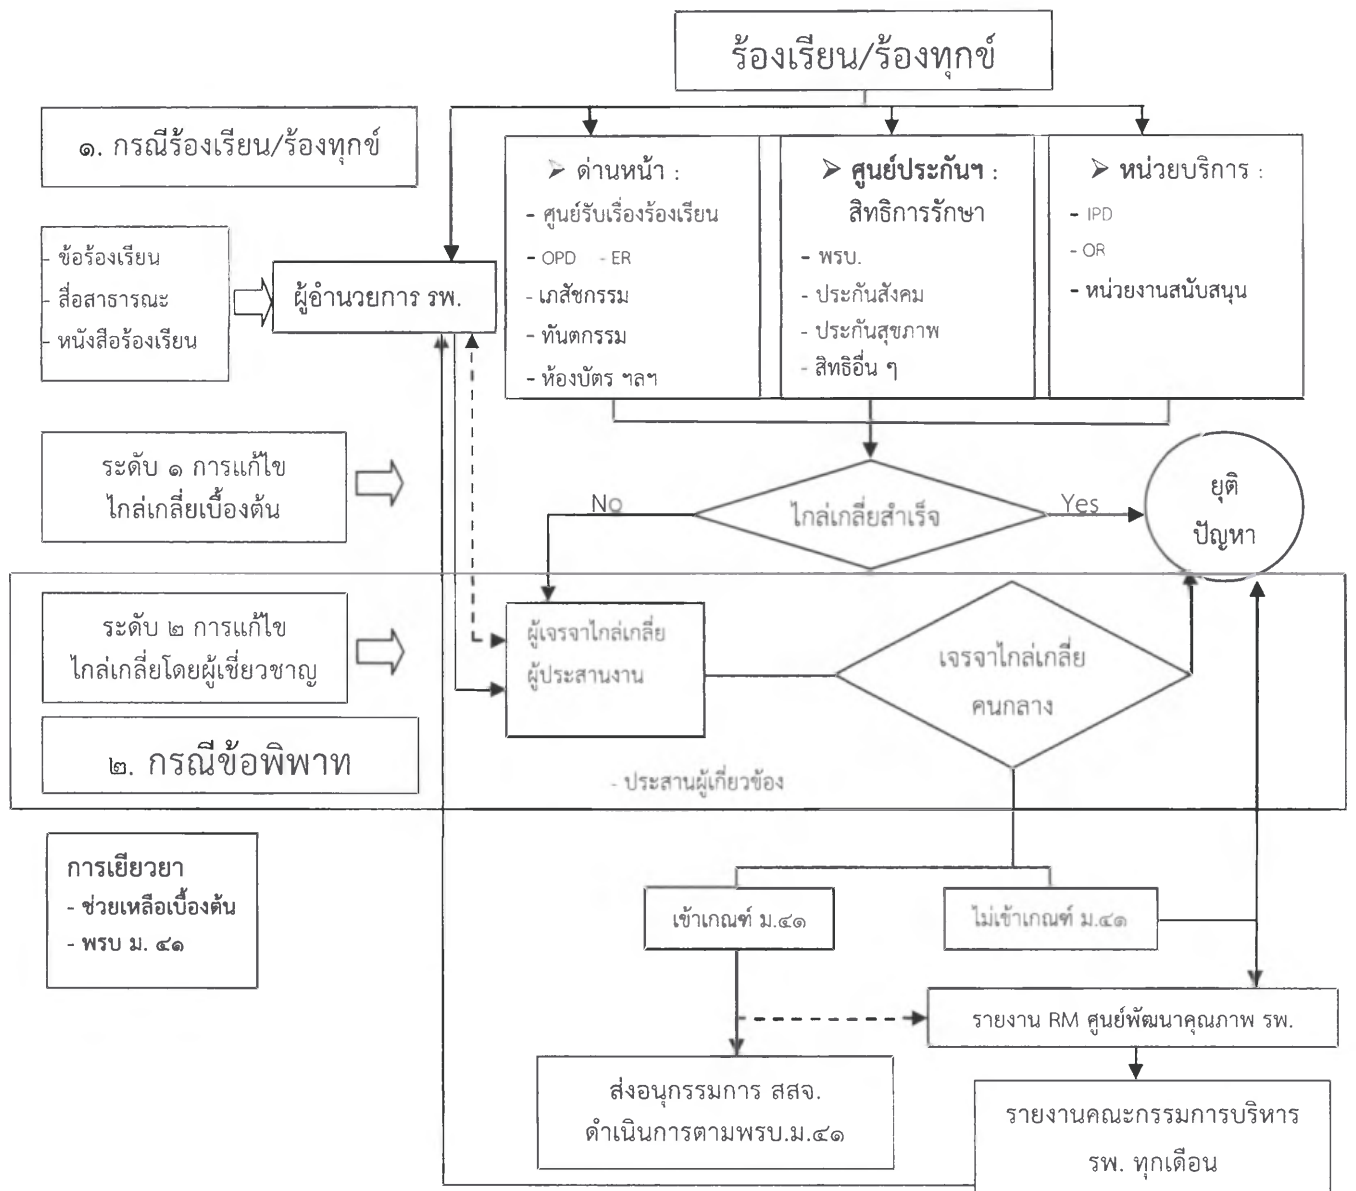 ร้องเรียน/ร้องทุกข์
๑. กรณีร้องเรียน/ร้องทุกข์
- ข้อร้องเรียน
- สื่อสาธารณะ
- หนังสือร้องเรียน
ผู้อำนวยการ รพ.
➢ ด่านหน้า :
- ศูนย์รับเรื่องร้องเรียน
- OPD - ER
- เภสัชกรรม
- ทันตกรรม
- ห้องบัตร ฯลฯ
➢ ศูนย์ประกันฯ :
สิทธิการรักษา
- พรบ.
- ประกันสังคม
- ประกันสุขภาพ
- สิทธิอื่น ๆ
➢ หน่วยบริการ :
- IPD
- OR
- หน่วยงานสนับสนุน
ระดับ ๑ การแก้ไข
ไกล่เกลี่ยเบื้องต้น
No
ไกล่เกลี่ยสำเร็จ
Yes
ยุติ
ปัญหา
ระดับ ๒ การแก้ไข
ไกล่เกลี่ยโดยผู้เชี่ยวชาญ
ผู้เจรจาไกล่เกลี่ย
ผู้ประสานงาน
เจรจาไกล่เกลี่ย
คนกลาง
๒. กรณีข้อพิพาท
- ประสานผู้เกี่ยวข้อง
การเยียวยา
- ช่วยเหลือเบื้องต้น
- พรบ ม. ๔๑
เข้าเกณฑ์ ม.๔๑
ไม่เข้าเกณฑ์ ม.๔๑
รายงาน RM ศูนย์พัฒนาคุณภาพ รพ.
ส่งอนุกรรมการ สสจ.
ดำเนินการตามพรบ.ม.๔๑
รายงานคณะกรรมการบริหาร
รพ. ทุกเดือน